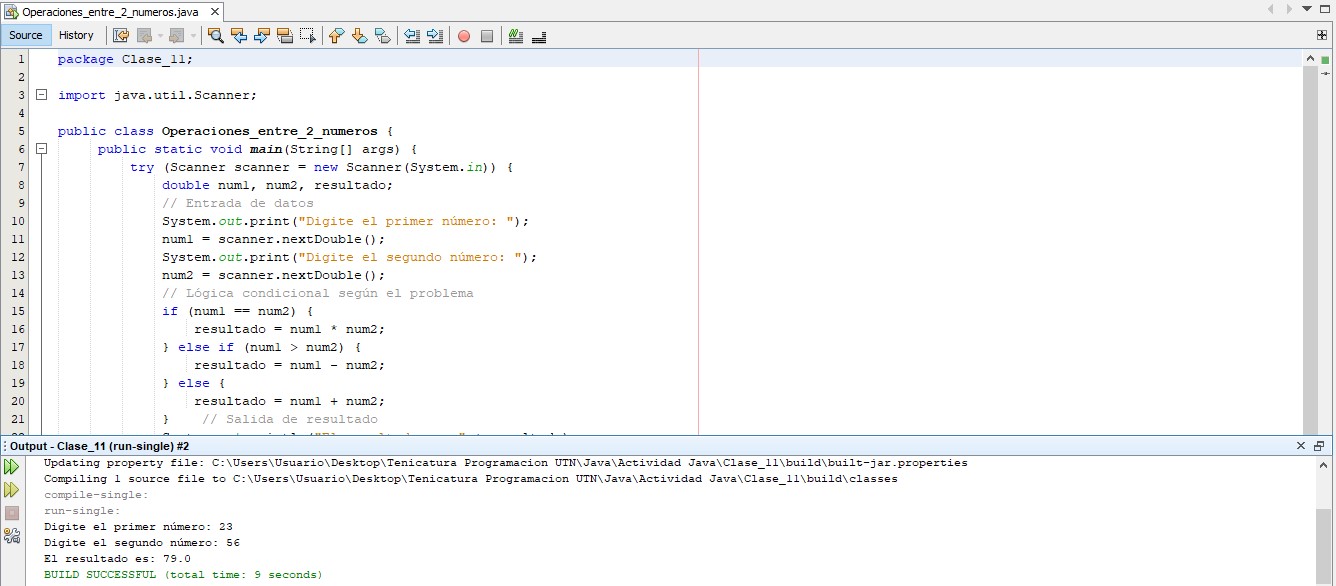 Operaciones_entre_2_numeros.java
Source History
1 package Clase_11;
2
3 import java.util.Scanner;
4
5 public class Operaciones_entre_2_numeros {
6 public static void main(String[] args) {
7 try (Scanner scanner = new Scanner(System.in)) {
8 double num1, num2, resultado;
9 // Entrada de datos
10 System.out.print("Digite el primer número: ");
11 num1 = scanner.nextDouble();
12 System.out.print("Digite el segundo número: ");
13 num2 = scanner.nextDouble();
14 // Lógica condicional según el problema
15 if (num1 == num2) {
16 resultado = num1 * num2;
17 } else if (num1 > num2) {
18 resultado = num1 - num2;
19 } else {
20 resultado = num1 + num2;
21 } // Salida de resultado
Output - Clase_11 (run-single) #2
Updating property file: C:\Users\Usuario\Desktop\Tenicatura Programacion UTN\Java\Actividad Java\Clase_11\build\built-jar.properties
Compiling 1 source file to C:\Users\Usuario\Desktop\Tenicatura Programacion UTN\Java\Actividad Java\Clase_11\build\classes
compile-single:
run-single:
Digite el primer número: 23
Digite el segundo número: 56
El resultado es: 79.0
BUILD SUCCESSFUL (total time: 9 seconds)